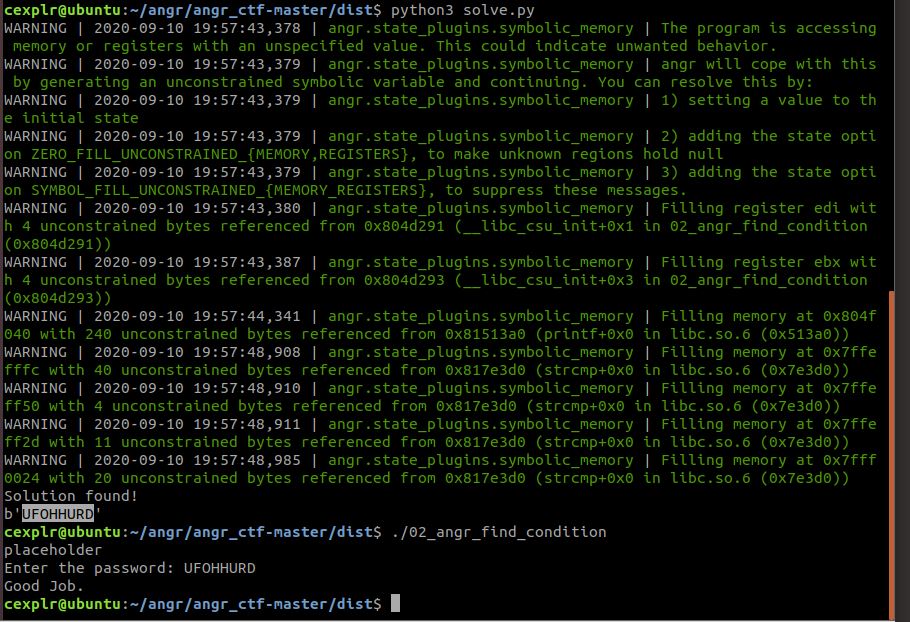 cexplr@ubuntu:~/angr/angr_ctf-master/dist$ python3 solve.py
WARNING | 2020-09-10 19:57:43,378 | angr.state_plugins.symbolic_memory | The program is accessing
 memory or registers with an unspecified value. This could indicate unwanted behavior.
WARNING | 2020-09-10 19:57:43,379 | angr.state_plugins.symbolic_memory | angr will cope with this
 by generating an unconstrained symbolic variable and continuing. You can resolve this by:
WARNING | 2020-09-10 19:57:43,379 | angr.state_plugins.symbolic_memory | 1) setting a value to th
e initial state
WARNING | 2020-09-10 19:57:43,379 | angr.state_plugins.symbolic_memory | 2) adding the state opti
on ZERO_FILL_UNCONSTRAINED_{MEMORY,REGISTERS}, to make unknown regions hold null
WARNING | 2020-09-10 19:57:43,379 | angr.state_plugins.symbolic_memory | 3) adding the state opti
on SYMBOL_FILL_UNCONSTRAINED_{MEMORY_REGISTERS}, to suppress these messages.
WARNING | 2020-09-10 19:57:43,380 | angr.state_plugins.symbolic_memory | Filling register edi wit
h 4 unconstrained bytes referenced from 0x804d291 (__libc_csu_init+0x1 in 02_angr_find_condition
(0x804d291))
WARNING | 2020-09-10 19:57:43,387 | angr.state_plugins.symbolic_memory | Filling register ebx wit
h 4 unconstrained bytes referenced from 0x804d293 (__libc_csu_init+0x3 in 02_angr_find_condition
(0x804d293))
WARNING | 2020-09-10 19:57:44,341 | angr.state_plugins.symbolic_memory | Filling memory at 0x804f
040 with 240 unconstrained bytes referenced from 0x81513a0 (printf+0x0 in libc.so.6 (0x513a0))
WARNING | 2020-09-10 19:57:48,908 | angr.state_plugins.symbolic_memory | Filling memory at 0x7ffe
fffc with 40 unconstrained bytes referenced from 0x817e3d0 (strcmp+0x0 in libc.so.6 (0x7e3d0))
WARNING | 2020-09-10 19:57:48,910 | angr.state_plugins.symbolic_memory | Filling memory at 0x7ffe
ff50 with 4 unconstrained bytes referenced from 0x817e3d0 (strcmp+0x0 in libc.so.6 (0x7e3d0))
WARNING | 2020-09-10 19:57:48,911 | angr.state_plugins.symbolic_memory | Filling memory at 0x7ffe
ff2d with 11 unconstrained bytes referenced from 0x817e3d0 (strcmp+0x0 in libc.so.6 (0x7e3d0))
WARNING | 2020-09-10 19:57:48,985 | angr.state_plugins.symbolic_memory | Filling memory at 0x7fff
0024 with 20 unconstrained bytes referenced from 0x817e3d0 (strcmp+0x0 in libc.so.6 (0x7e3d0))
Solution found!
b'UFOHHURD'
cexplr@ubuntu:~/angr/angr_ctf-master/dist$ ./02_angr_find_condition
placeholder
Enter the password: UFOHHURD
Good Job.
cexplr@ubuntu:~/angr/angr_ctf-master/dist$